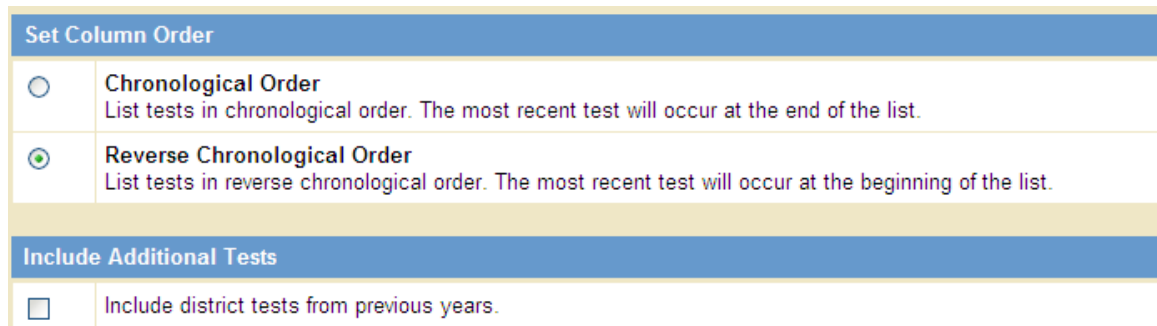 Set Column Order
Chronological Order
List tests in chronological order. The most recent test will occur at the end of the list.
Reverse Chronological Order
List tests in reverse chronological order. The most recent test will occur at the beginning of the list.
Include Additional Tests
Include district tests from previous years.